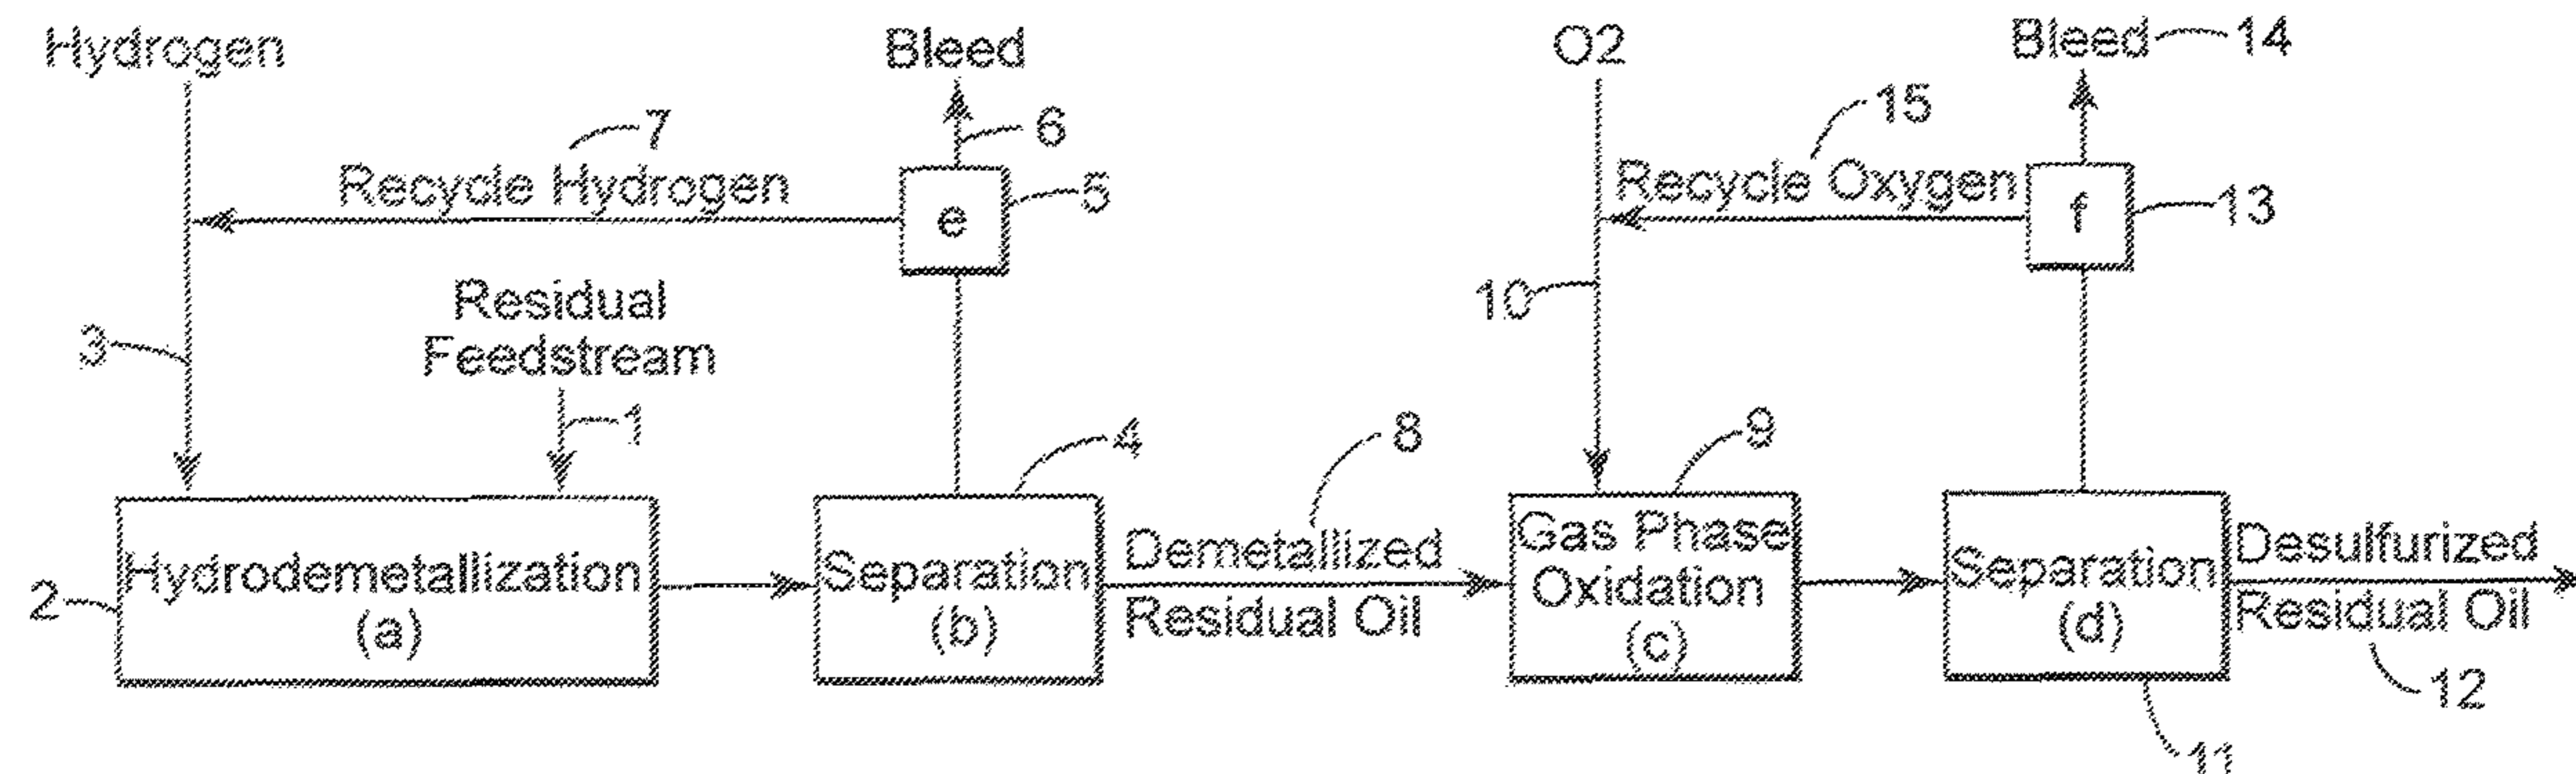 Hydrogen
Bleed
O2
Bleed 14
6
7
15
Recycle Hydrogen
Recycle Oxygen
e
5
f
13
Residual
Feedstream
3
10
1
4
8
9
2
Hydrodemetallization
(a)
Separation
(b)
Demetallized
Residual Oil
Gas Phase
Oxidation
(c)
Separation
(d)
Desulfurized
Residual Oil
12
11